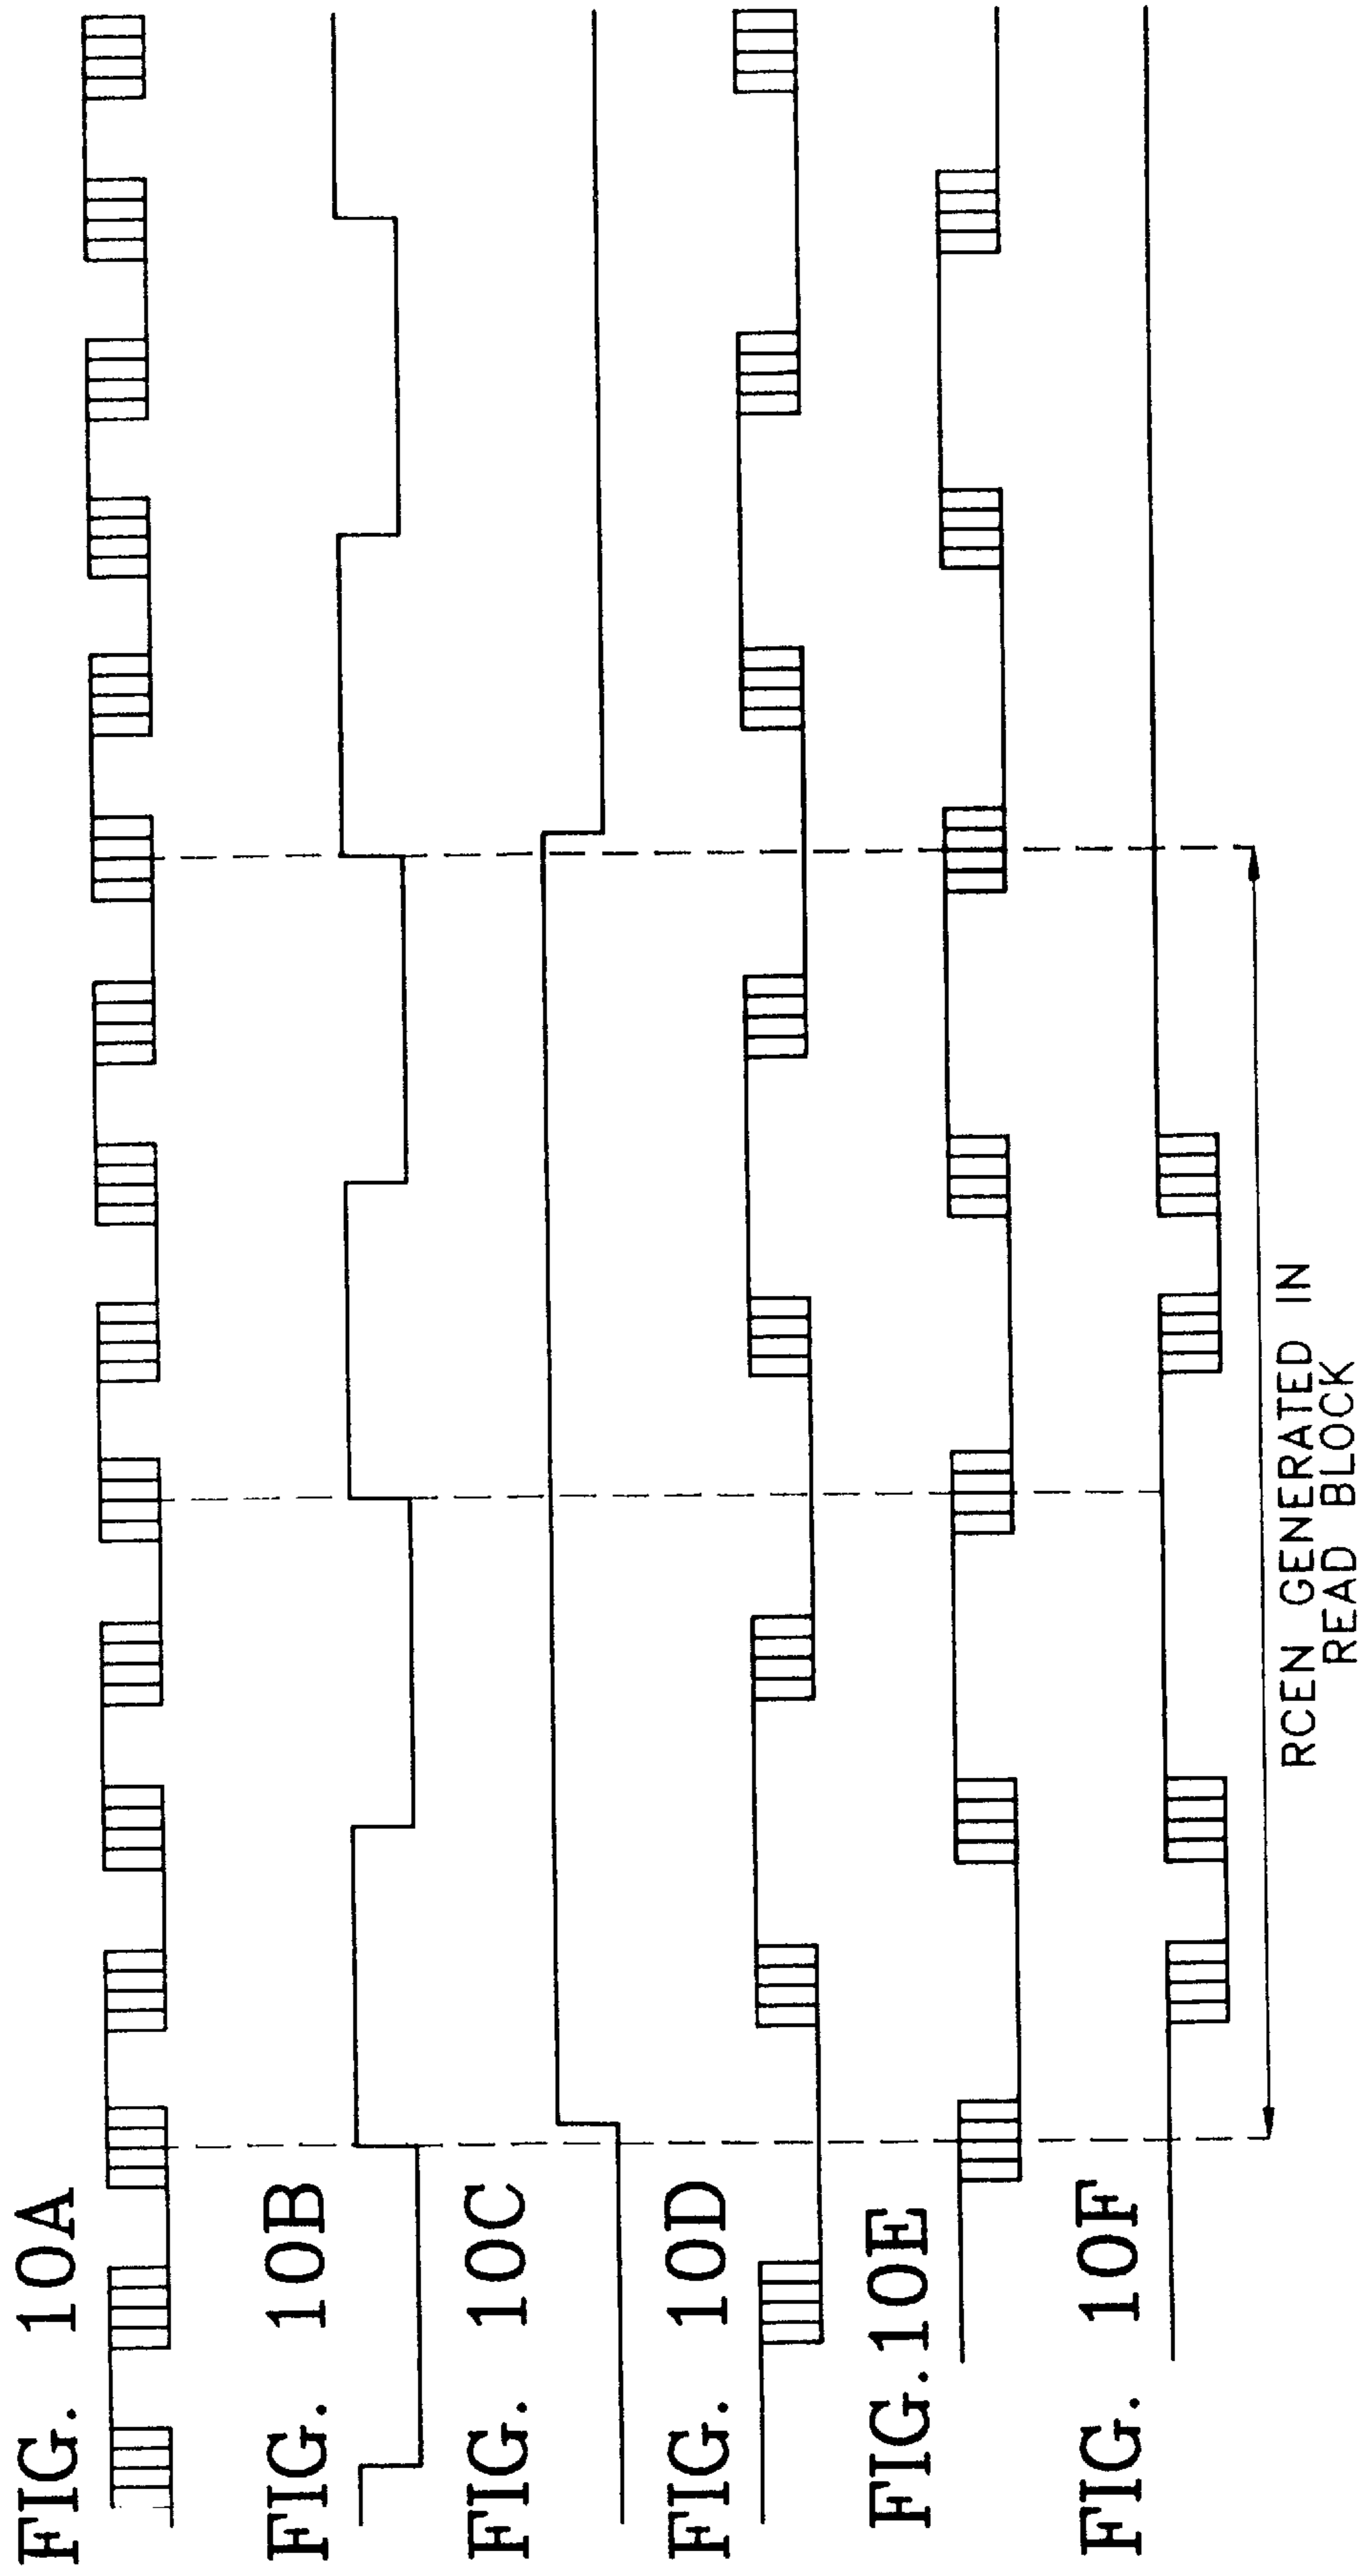 FIG. 10A
FIG. 10B
FIG. 10C
FIG. 10D
FIG. 10E
FIG. 10F
RCEN GENERATED IN
READ BLOCK